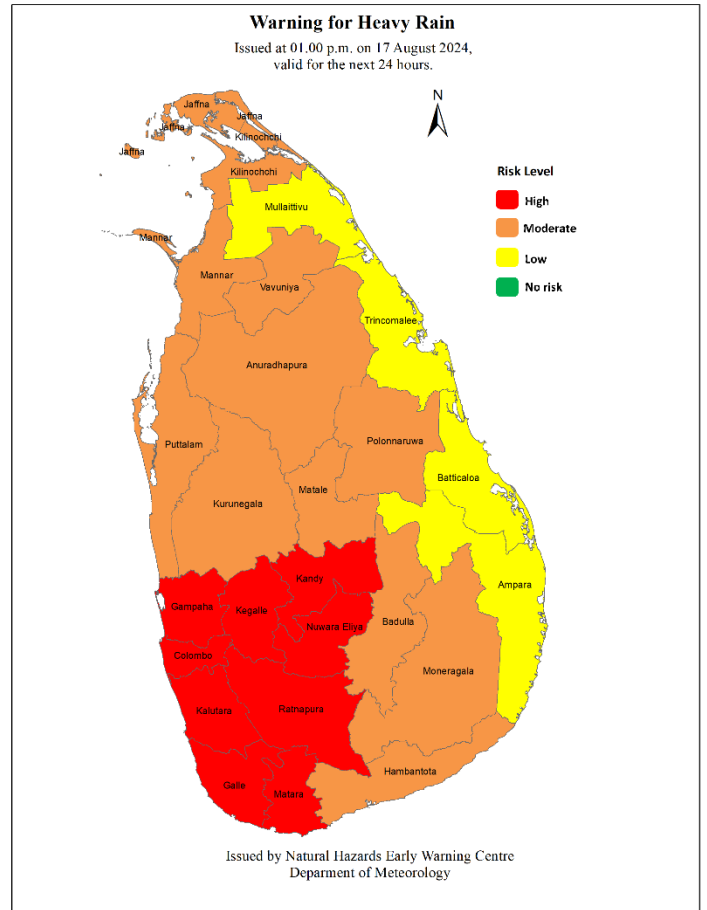 Warning for Heavy Rain
Issued at 01.00 p.m. on 17 August 2024,
valid for the next 24 hours.
N
Jaffna
Jaffna
Jaffna
Kilinochchi
Jaffna
Kilinochchi
Risk Level
High
Moderate
Low
No risk
Mullaittivu
Mannar
Mannar
Vavuniya
Trincomalee
Anuradhapura
Puttalam
Polonnaruwa
Batticaloa
Matale
Kurunegala
Kandy
Ampara
Gampaha
Kegalle
Nuwara Eliya
Badulla
Colombo
Moneragala
Kalutara
Ratnapura
Hambantota
Galle
Matara
Issued by Natural Hazards Early Warning Centre
Deparment of Meteorology